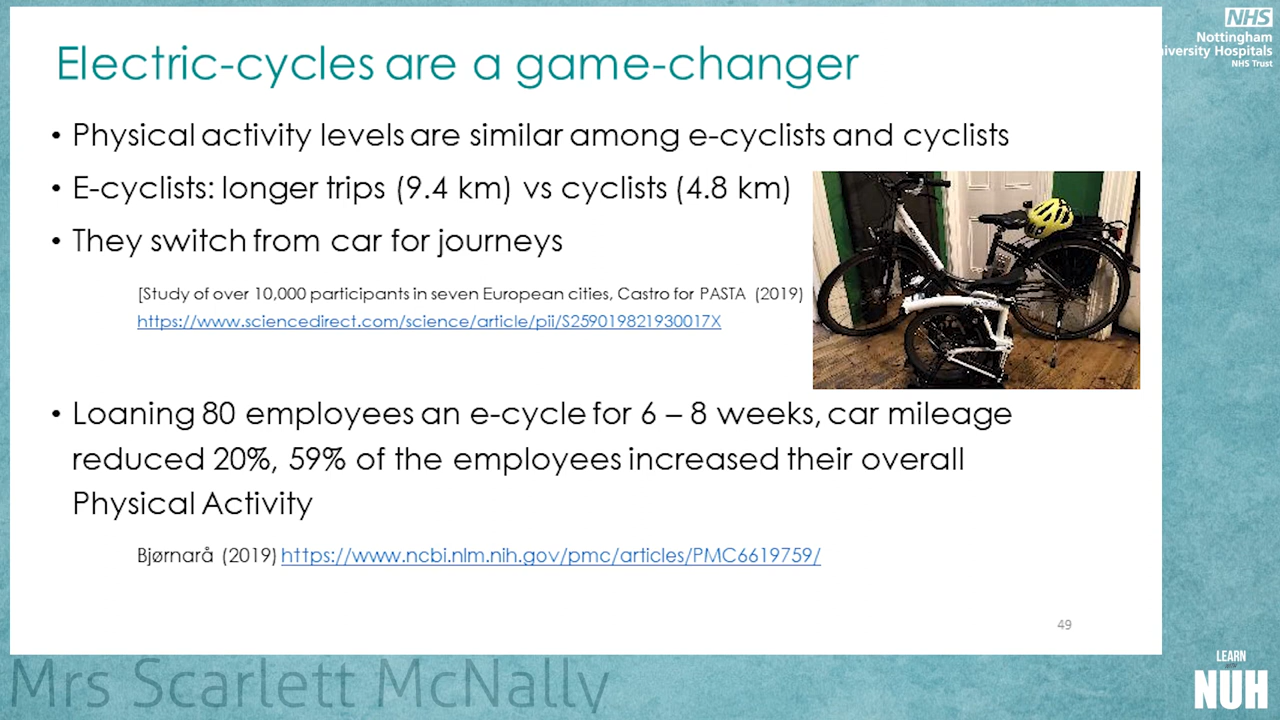 NHS
Nottingham
University Hospitals
NHS Trust
Electric-cycles are a game-changer
• Physical activity levels are similar among e-cyclists and cyclists
• E-cyclists: longer trips (9.4 km) vs cyclists (4.8 km)
• They switch from car for journeys
[Study of over 10,000 participants in seven European cities, Castro for PASTA (2019)
https://www.sciencedirect.com/science/article/pii/S259019821930017X
• Loaning 80 employees an e-cycle for 6 – 8 weeks, car mileage
reduced 20%, 59% of the employees increased their overall
Physical Activity
Bjørnarå (2019) https://www.ncbi.nlm.nih.gov/pmc/articles/PMC6619759/
49
Mrs Scarlett McNally
LEARN
NUH